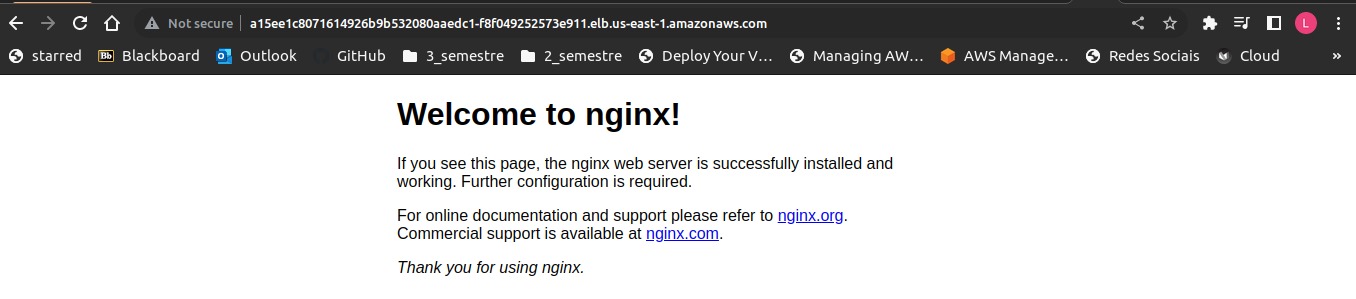 Not secure | a15ee1c8071614926b9b532080aaedc1-f8f049252573e911.elb.us-east-1.amazonaws.com L
starred Bb Blackboard Outlook GitHub 3_semestre 2_semestre Deploy Your V... Managing AW... AWS Manage... Redes Sociais Cloud »
Welcome to nginx!
If you see this page, the nginx web server is successfully installed and
working. Further configuration is required.
For online documentation and support please refer to nginx.org.
Commercial support is available at nginx.com.
Thank you for using nginx.